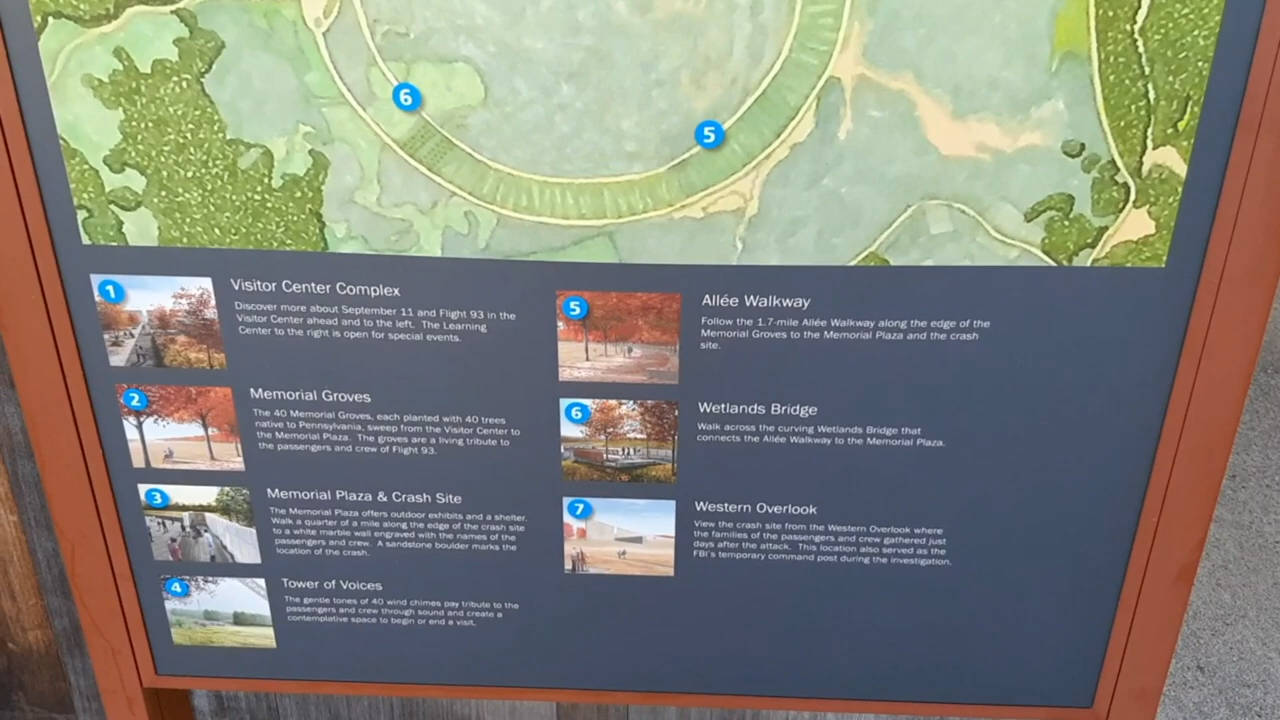 6
5
1
Visitor Center Complex
Discover more about September 11 and Flight 93 in the
Visitor Center ahead and to the left. The Learning
Center to the right is open for special events.
2
Memorial Groves
The 40 Memorial Groves, each planted with 40 trees
native to Pennsylvania, sweep from the Visitor Center to
the Memorial Plaza. The groves are a living tribute to
the passengers and crew of Flight 93.
3
Memorial Plaza & Crash Site
The Memorial Plaza offers outdoor exhibits and a shelter.
Walk a quarter of a mile along the edge of the crash site
to a white marble wall engraved with the names of the
passengers and crew. A sandstone boulder marks the
location of the crash.
4
Tower of Voices
The gentle tones of 40 wind chimes pay tribute to the
passengers and crew through sound and create a
contemplative space to begin or end a visit.
5
Allée Walkway
Follow the 1.7-mile Allée Walkway along the edge of the
Memorial Groves to the Memorial Plaza and the crash
site.
6
Wetlands Bridge
Walk across the curving Wetlands Bridge that
connects the Allée Walkway to the Memorial Plaza.
7
Western Overlook
View the crash site from the Western Overlook where
the families of the passengers and crew gathered just
days after the attack. This location also served as the
FBI's temporary command post during the investigation.